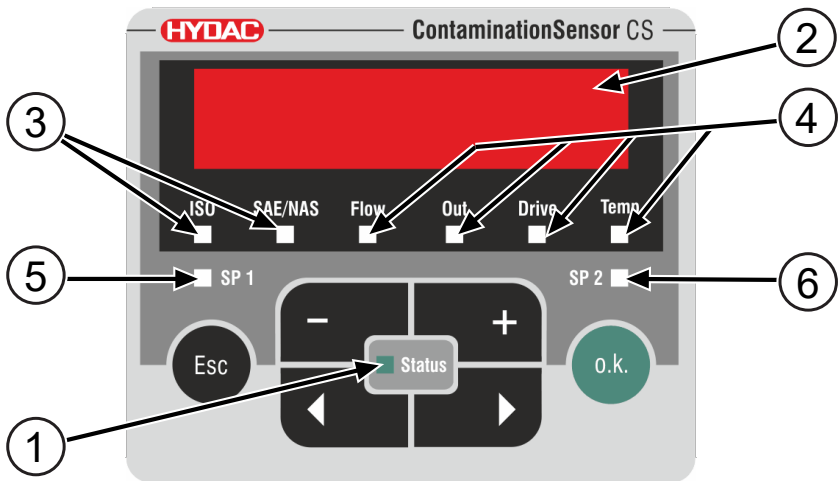 HYDAC ContaminationSensor CS
2
3
4
ISO SAE/NAS Flow Out Drive Temp
5 SP 1 SP 2 6
- +
Esc Status o.k.
1